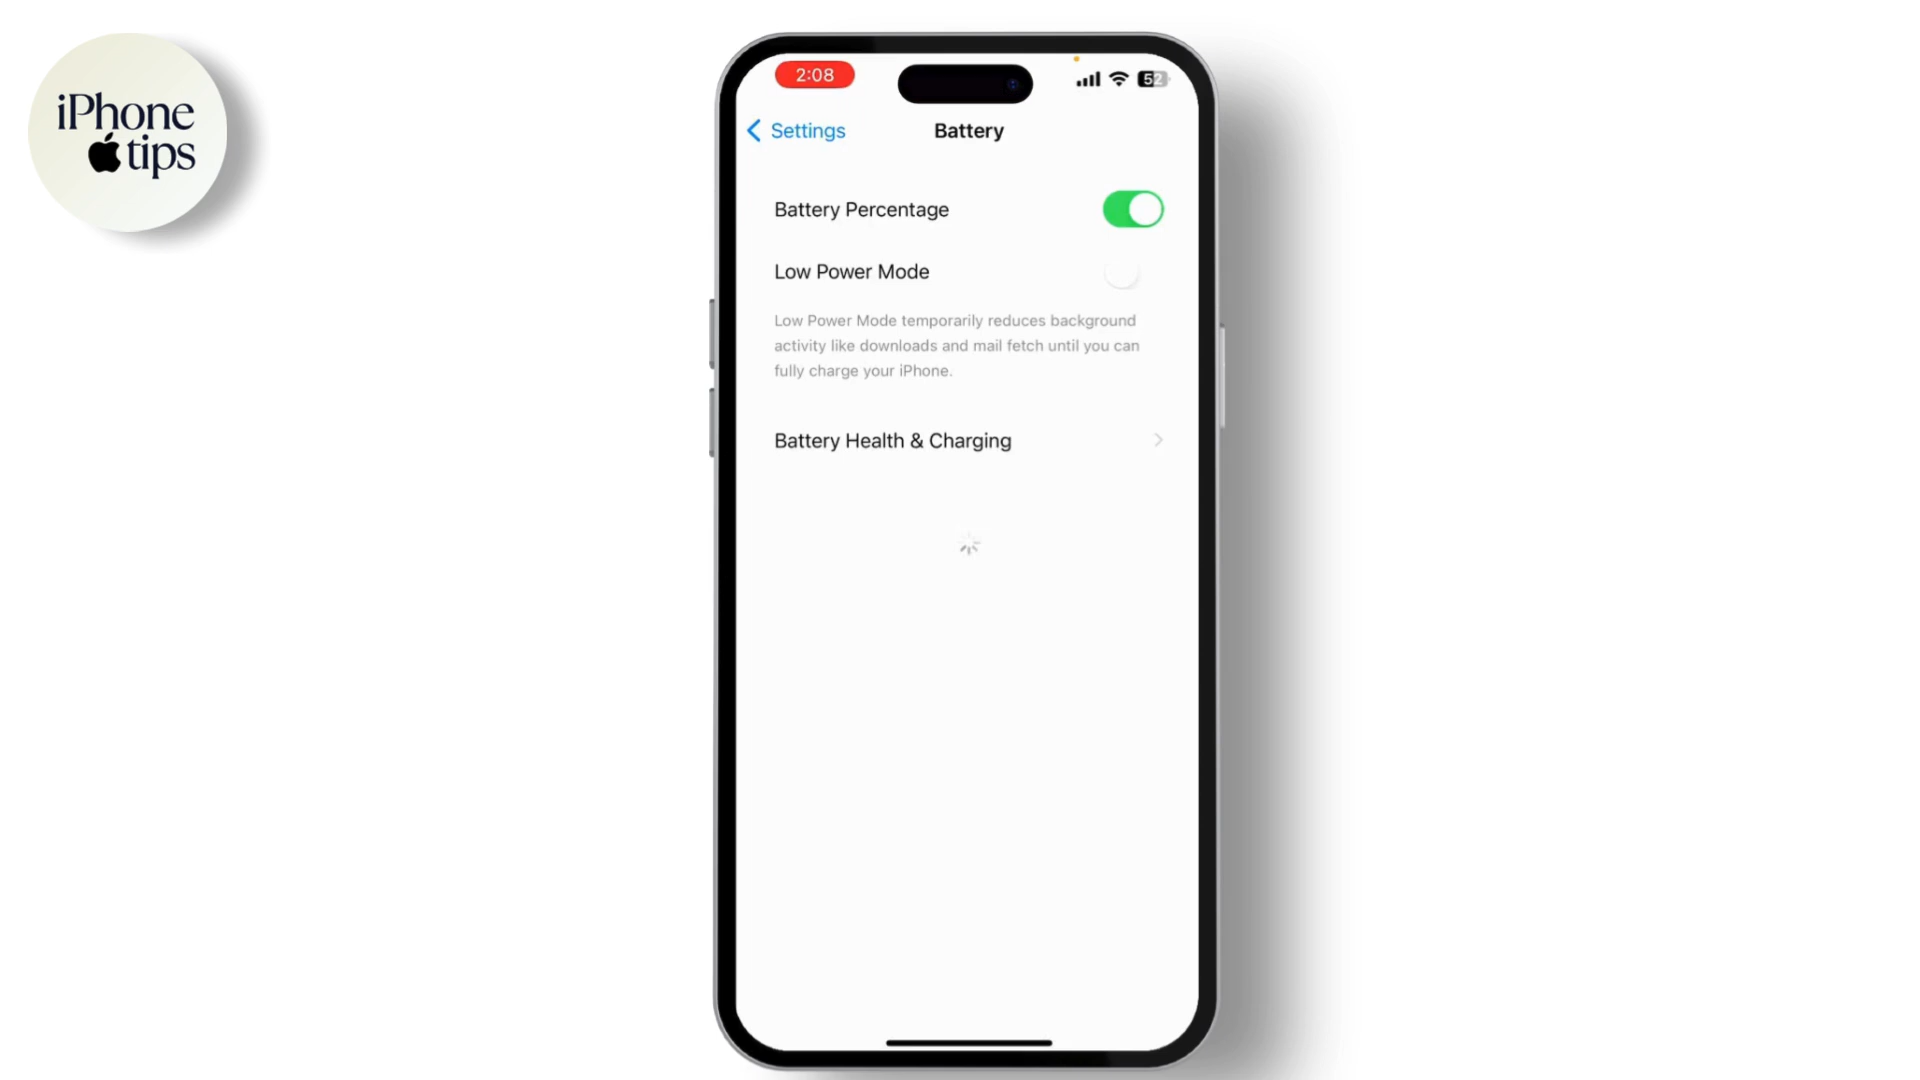 iPhone
tips
2:08
52
Settings
Battery
Battery Percentage
Low Power Mode
Low Power Mode temporarily reduces background
activity like downloads and mail fetch until you can
fully charge your iPhone.
Battery Health & Charging